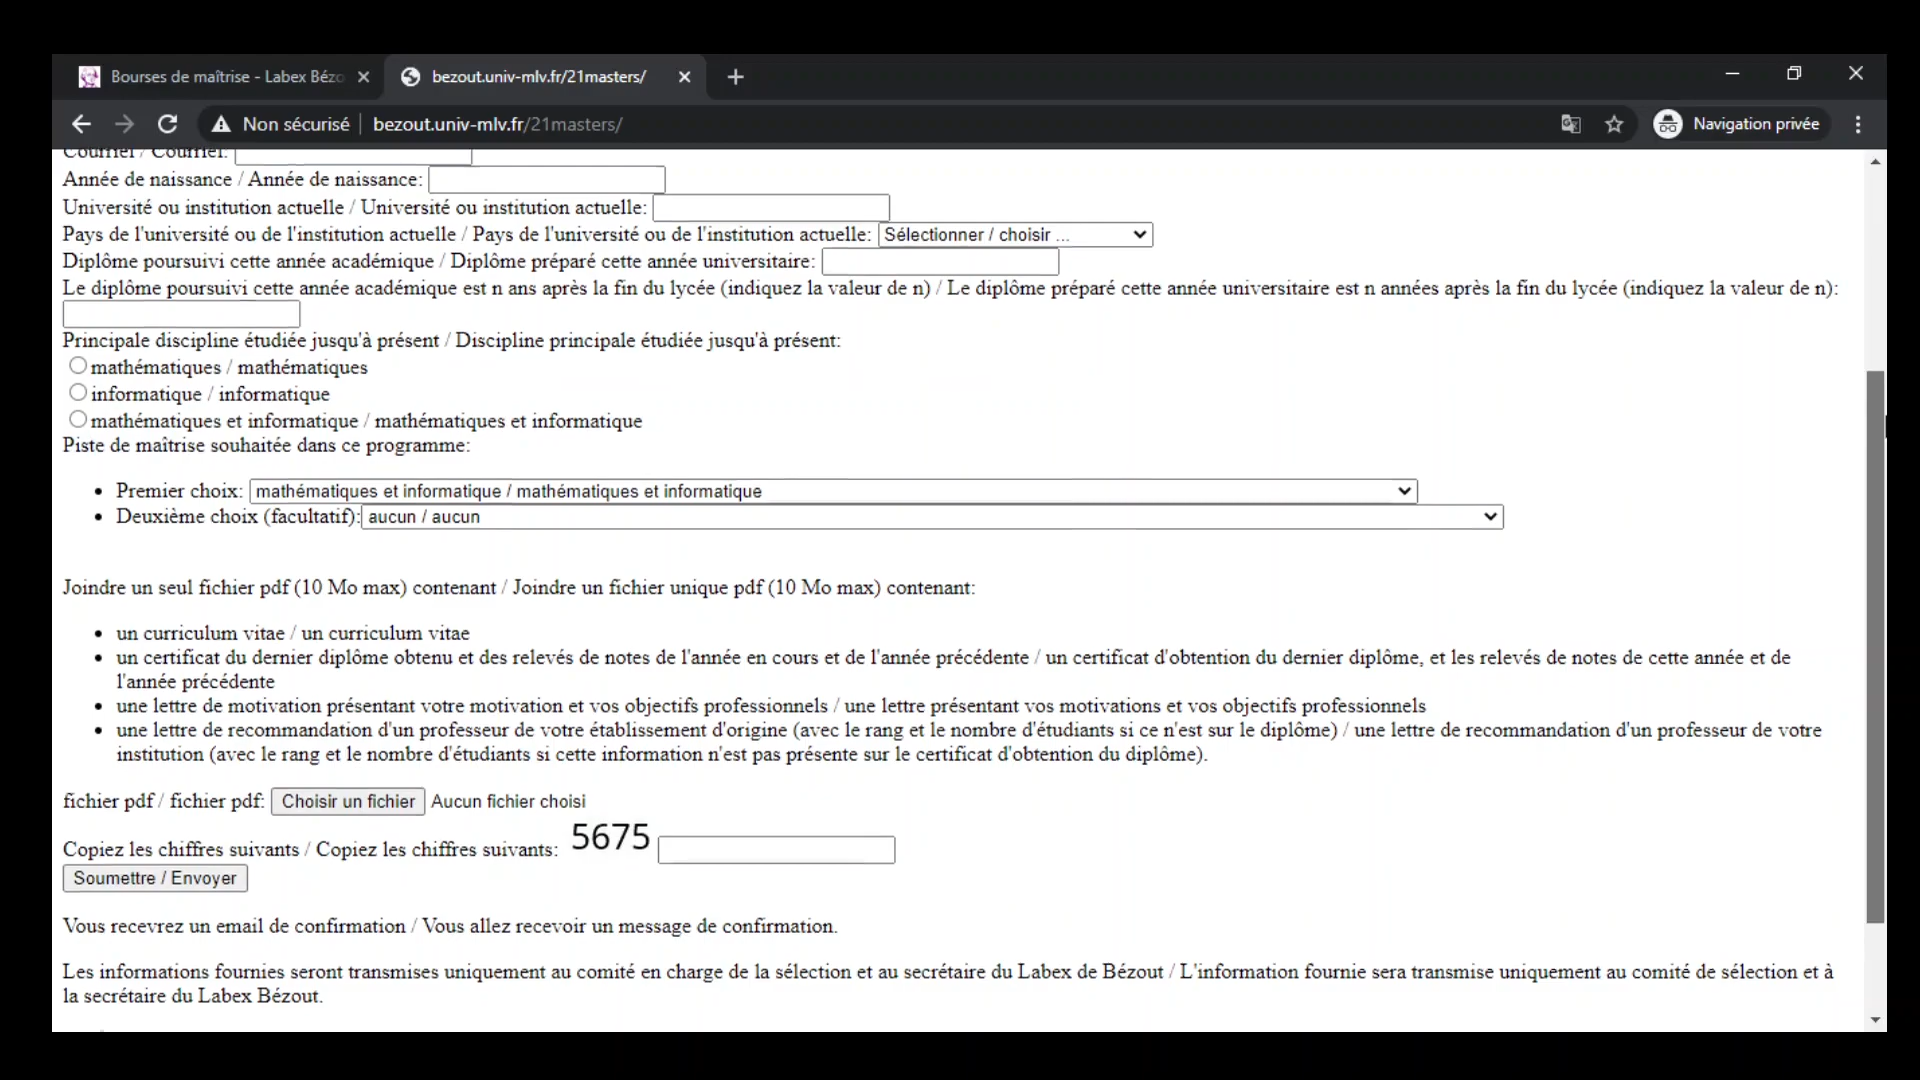 Bourses de maîtrise - Labex Bézo
bezout.univ-mlv.fr/21masters/
Non sécurisé
bezout.univ-mlv.fr/21masters/
Navigation privée
Courriel / Courriel:
Année de naissance / Année de naissance:
Université ou institution actuelle / Université ou institution actuelle:
Pays de l'université ou de l'institution actuelle / Pays de l'université ou de l'institution actuelle: Sélectionner / choisir ...
Diplôme poursuivi cette année académique / Diplôme préparé cette année universitaire:
Le diplôme poursuivi cette année académique est n ans après la fin du lycée (indiquez la valeur de n) / Le diplôme préparé cette année universitaire est n années après la fin du lycée (indiquez la valeur de n):
Principale discipline étudiée jusqu'à présent / Discipline principale étudiée jusqu'à présent:
mathématiques / mathématiques
informatique / informatique
mathématiques et informatique / mathématiques et informatique
Piste de maîtrise souhaitée dans ce programme:
• Premier choix: mathématiques et informatique / mathématiques et informatique
• Deuxième choix (facultatif): aucun / aucun
Joindre un seul fichier pdf (10 Mo max) contenant / Joindre un fichier unique pdf (10 Mo max) contenant:
• un curriculum vitae / un curriculum vitae
• un certificat du dernier diplôme obtenu et des relevés de notes de l'année en cours et de l'année précédente / un certificat d'obtention du dernier diplôme, et les relevés de notes de cette année et de
l'année précédente
• une lettre de motivation présentant votre motivation et vos objectifs professionnels / une lettre présentant vos motivations et vos objectifs professionnels
• une lettre de recommandation d'un professeur de votre établissement d'origine (avec le rang et le nombre d'étudiants si ce n'est sur le diplôme) / une lettre de recommandation d'un professeur de votre
institution (avec le rang et le nombre d'étudiants si cette information n'est pas présente sur le certificat d'obtention du diplôme).
fichier pdf / fichier pdf: Choisir un fichier Aucun fichier choisi
Copiez les chiffres suivants / Copiez les chiffres suivants: 5675
Soumettre / Envoyer
Vous recevrez un email de confirmation / Vous allez recevoir un message de confirmation.
Les informations fournies seront transmises uniquement au comité en charge de la sélection et au secrétaire du Labex de Bézout / L'information fournie sera transmise uniquement au comité de sélection et à
la secrétaire du Labex Bézout.